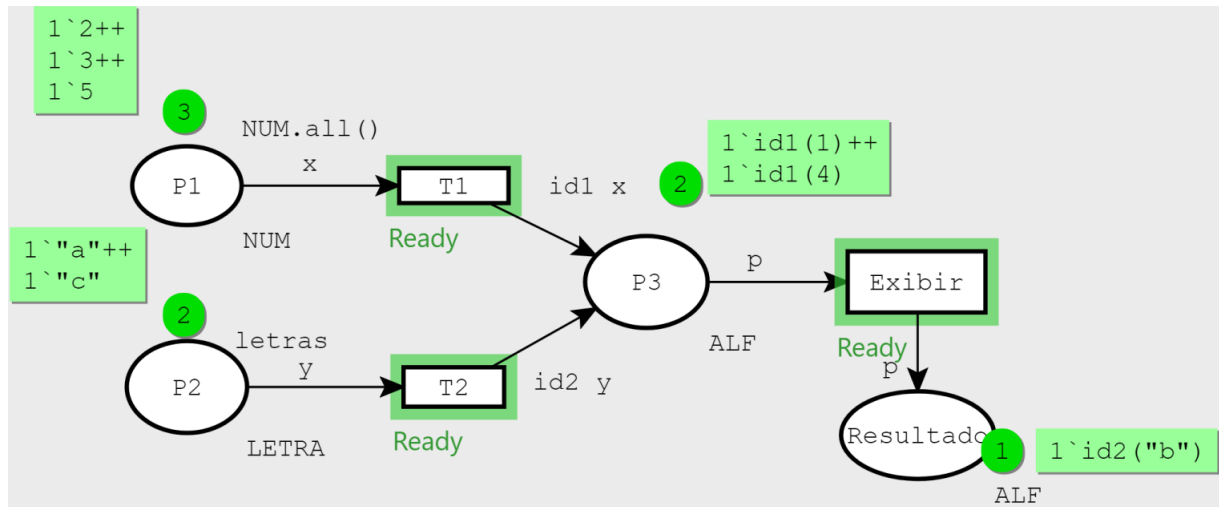 1`2++
1`3++
1`5
3
NUM.all()
x
P1
T1
id1 x
NUM
Ready
2
1`id1(1)++
1`id1(4)
1`"a"++
1`"c"
2
letras
y
P2
T2
id2 y
LETRA
Ready
P3
p
Exibir
ALF
Ready
p
Resultado
1
1`id2("b")
ALF